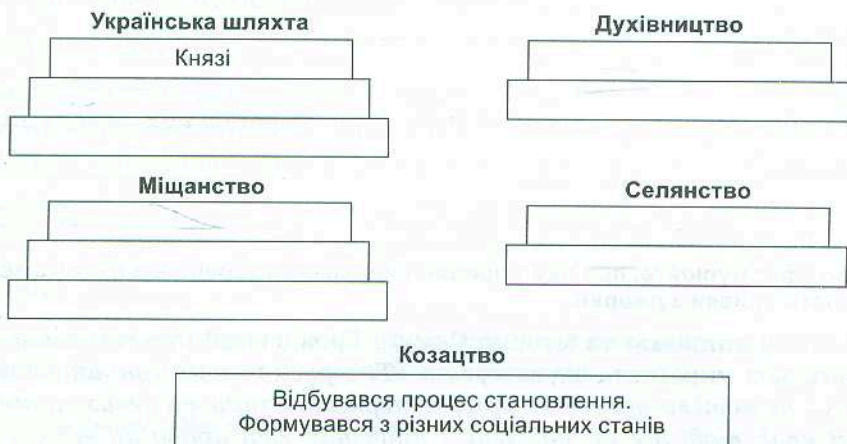 Українська шляхта
Духівництво
Князі
Міщанство
Селянство
Козацтво
Відбувався процес становлення.
Формувався з різних соціальних станів